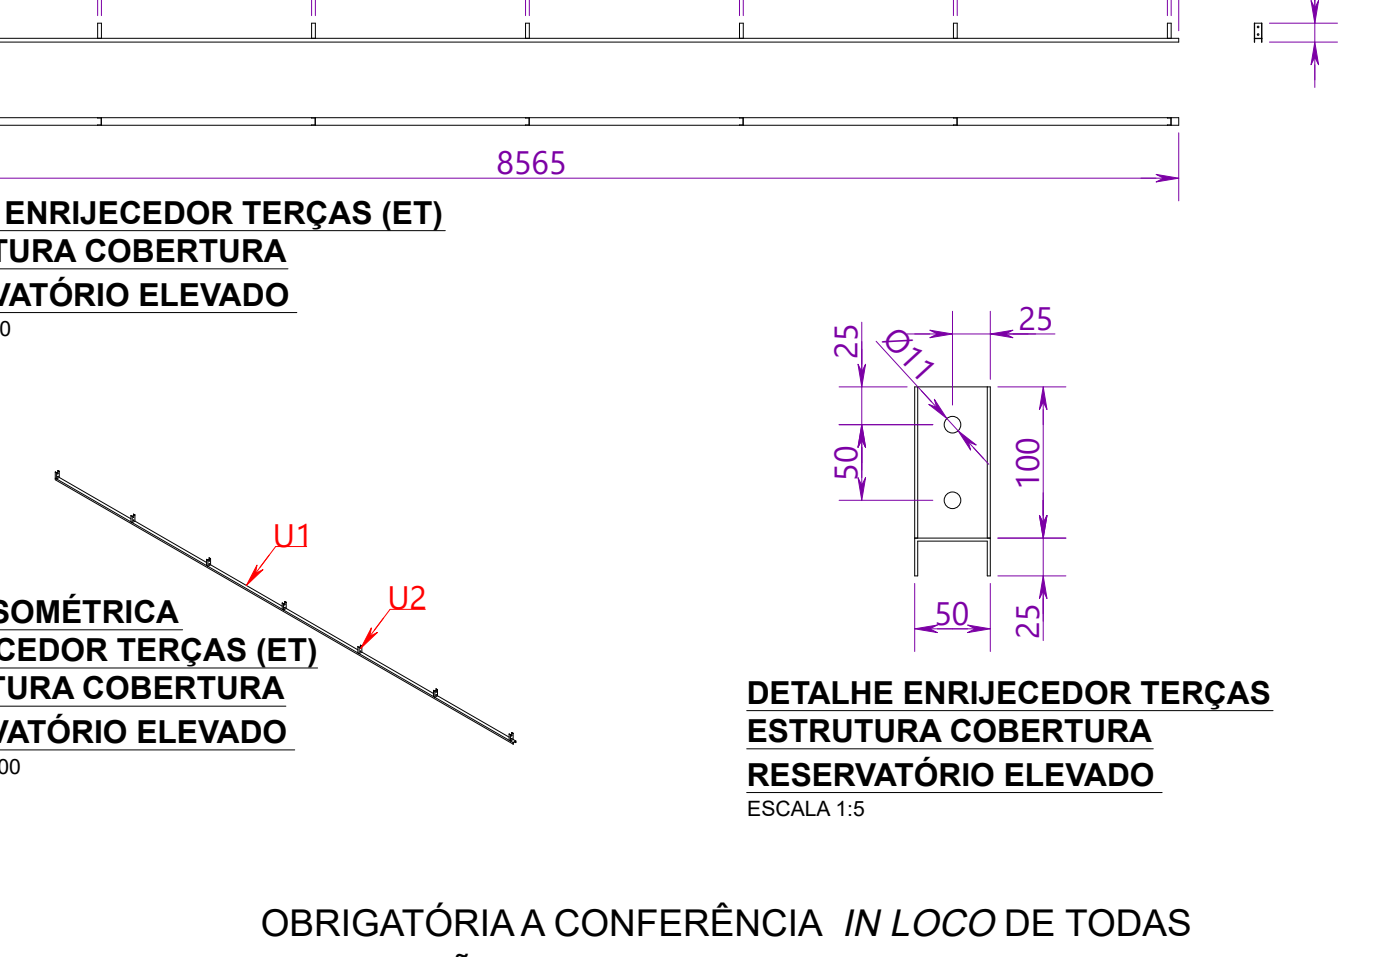 8565
ENRIJECEDOR TERÇAS (ET)
TURA COBERTURA
VATÓRIO ELEVADO
0
25
25
Ø11
50
100
50
25
U1
U2
SOMÉTRICA
CEDOR TERÇAS (ET)
TURA COBERTURA
VATÓRIO ELEVADO
00
DETALHE ENRIJECEDOR TERÇAS
ESTRUTURA COBERTURA
RESERVATÓRIO ELEVADO
ESCALA 1:5
OBRIGATÓRIA A CONFERÊNCIA IN LOCO DE TODAS